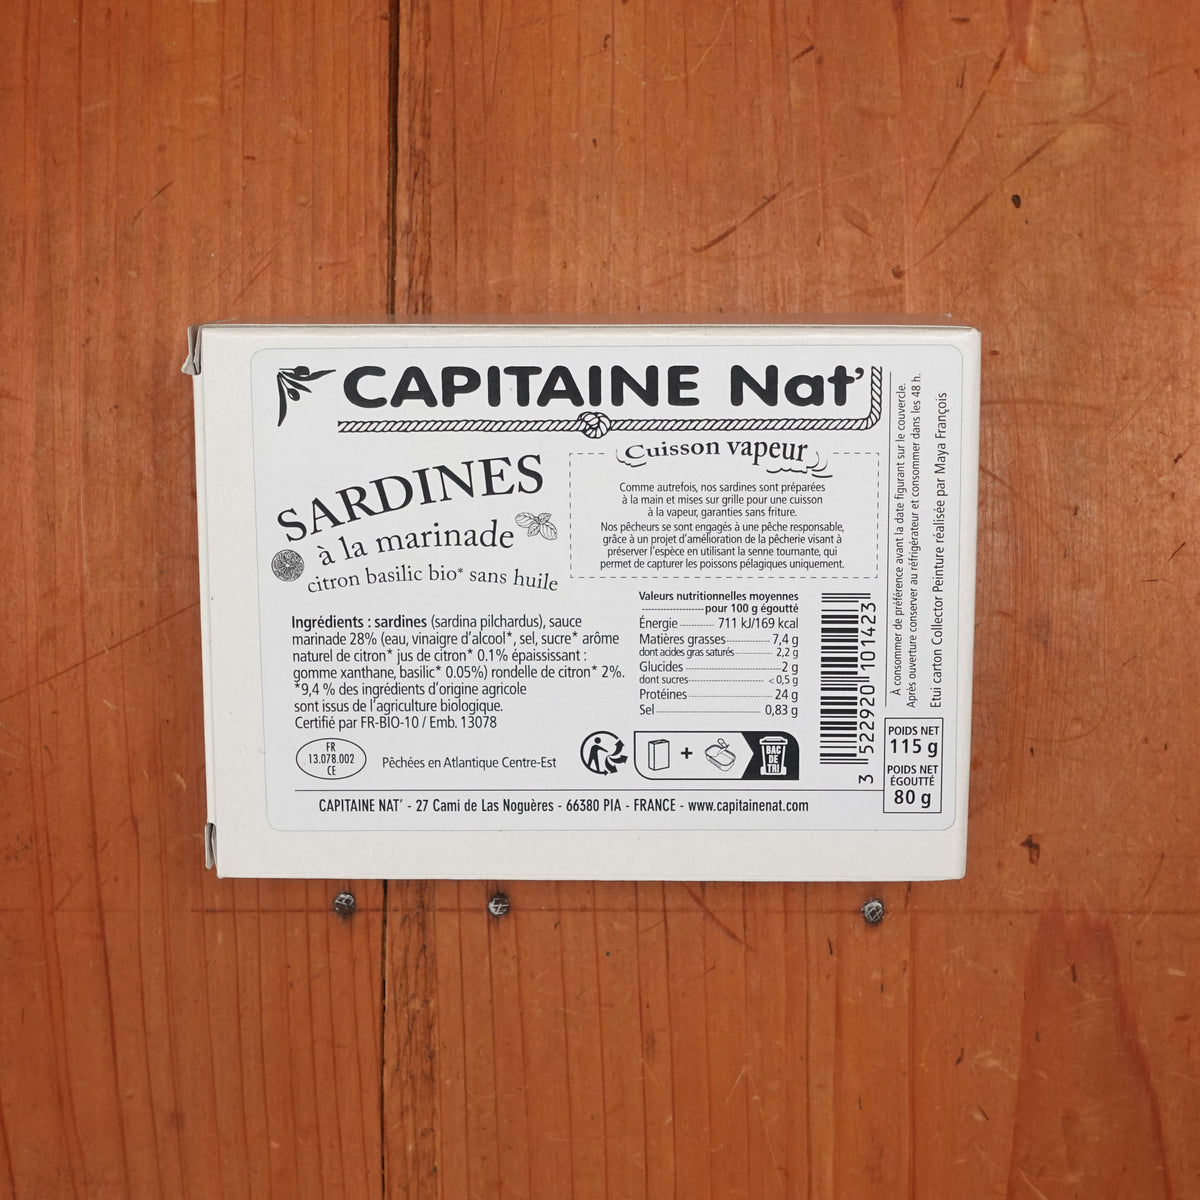 CAPITAINE Nat'
SARDINES
à la marinade
citron basilic bio* sans huile
Cuisson vapeur
Comme autrefois, nos sardines sont préparées
à la main et mises sur grille pour une cuisson
à la vapeur, garanties sans friture.
Nos pêcheurs se sont engagés à une pêche responsable,
grâce à un projet d'amélioration de la pêcherie visant à
préserver l'espèce en utilisant la senne tournante, qui
permet de capturer les poissons pélagiques uniquement.
Ingrédients : sardines (sardina pilchardus), sauce
marinade 28% (eau, vinaigre d'alcool*, sel, sucre* arôme
naturel de citron* jus de citron* 0.1% épaississant :
gomme xanthane, basilic* 0.05%) rondelle de citron* 2%.
*9,4 % des ingrédients d'origine agricole
sont issus de l'agriculture biologique.
Certifié par FR-BIO-10 / Emb. 13078
FR
13.078.002
CE
Pêchées en Atlantique Centre-Est
Valeurs nutritionnelles moyennes
pour 100 g égoutté
Énergie 711 kJ/169 kcal
Matières grasses 7,4 g
dont acides gras saturés 2,2 g
Glucides 2 g
dont sucres <0,5 g
Protéines 24 g
Sel 0,83 g
BAC
DE
TRI
3 522920 101423
À consommer de préférence avant la date figurant sur le couvercle.
Après ouverture conserver au réfrigérateur et consommer dans les 48 h.
Etui carton Collector Peinture réalisée par Maya François
POIDS NET
115 g
POIDS NET
ÉGOUTTÉ
80 g
CAPITAINE NAT' - 27 Cami de Las Noguères - 66380 PIA - FRANCE - www.capitainenat.com